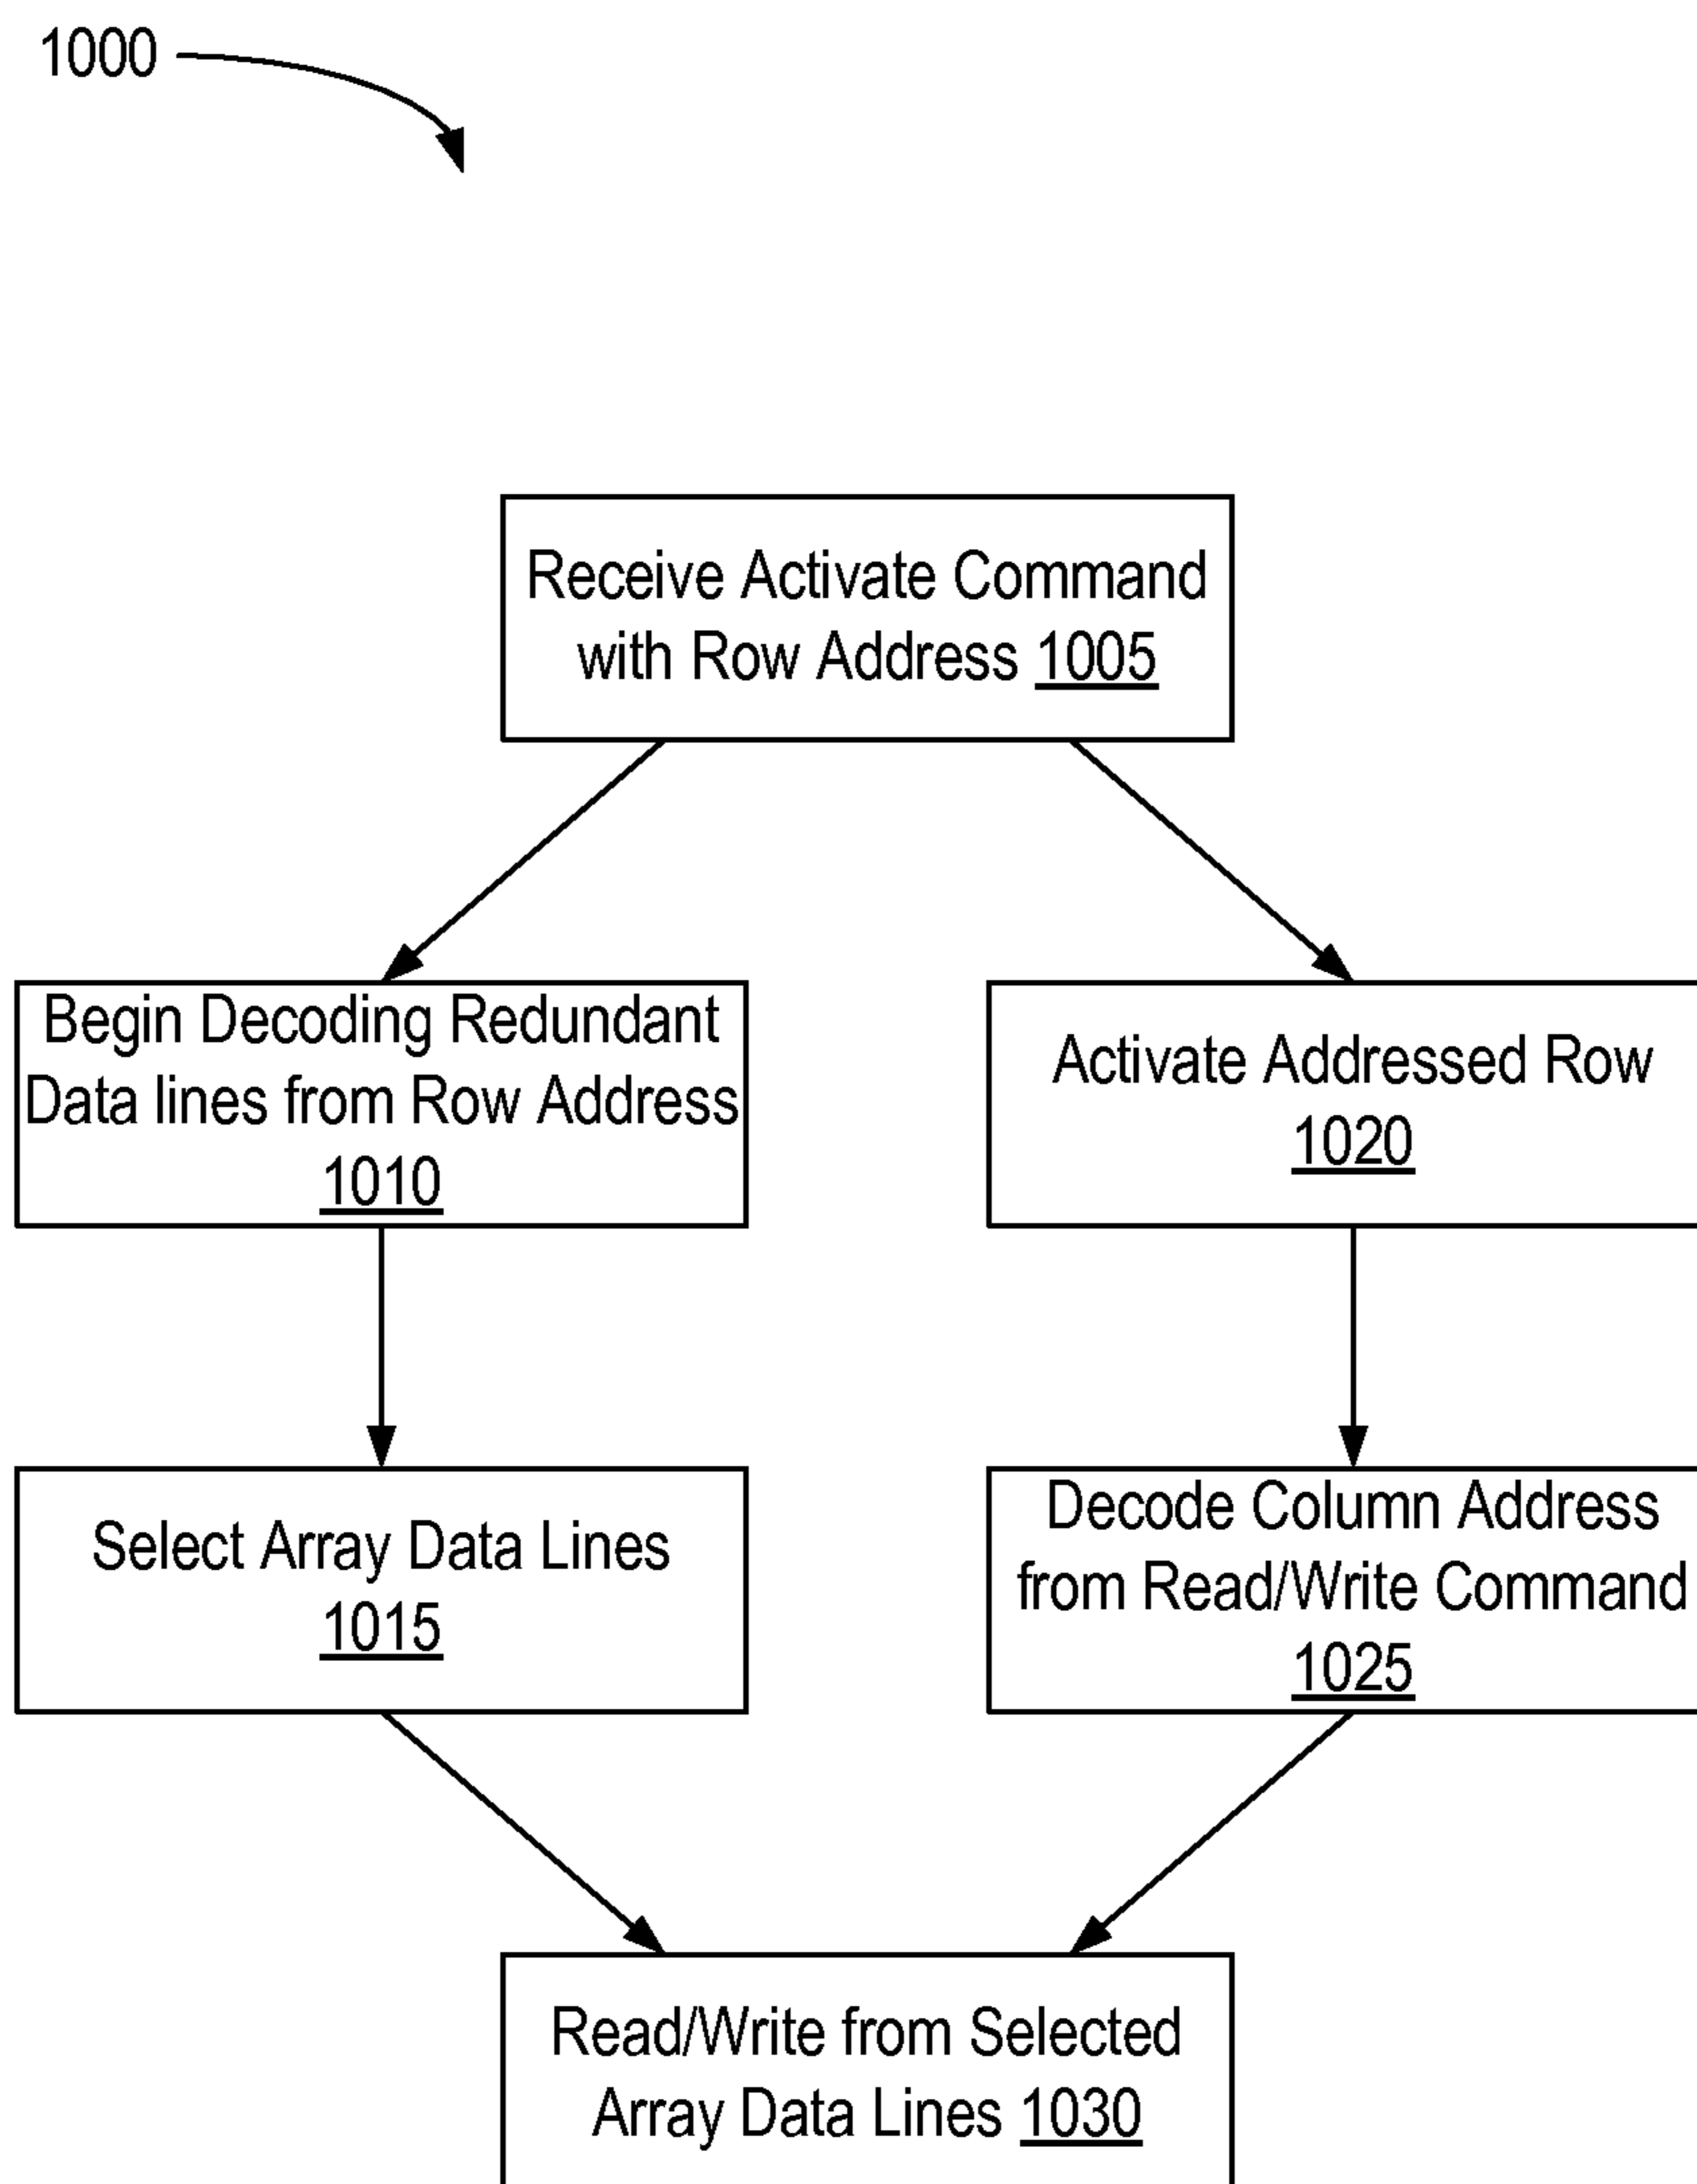 1000
Receive Activate Command
with Row Address 1005
Begin Decoding Redundant
Data lines from Row Address
1010
Activate Addressed Row
1020
Select Array Data Lines
1015
Decode Column Address
from Read/Write Command
1025
Read/Write from Selected
Array Data Lines 1030